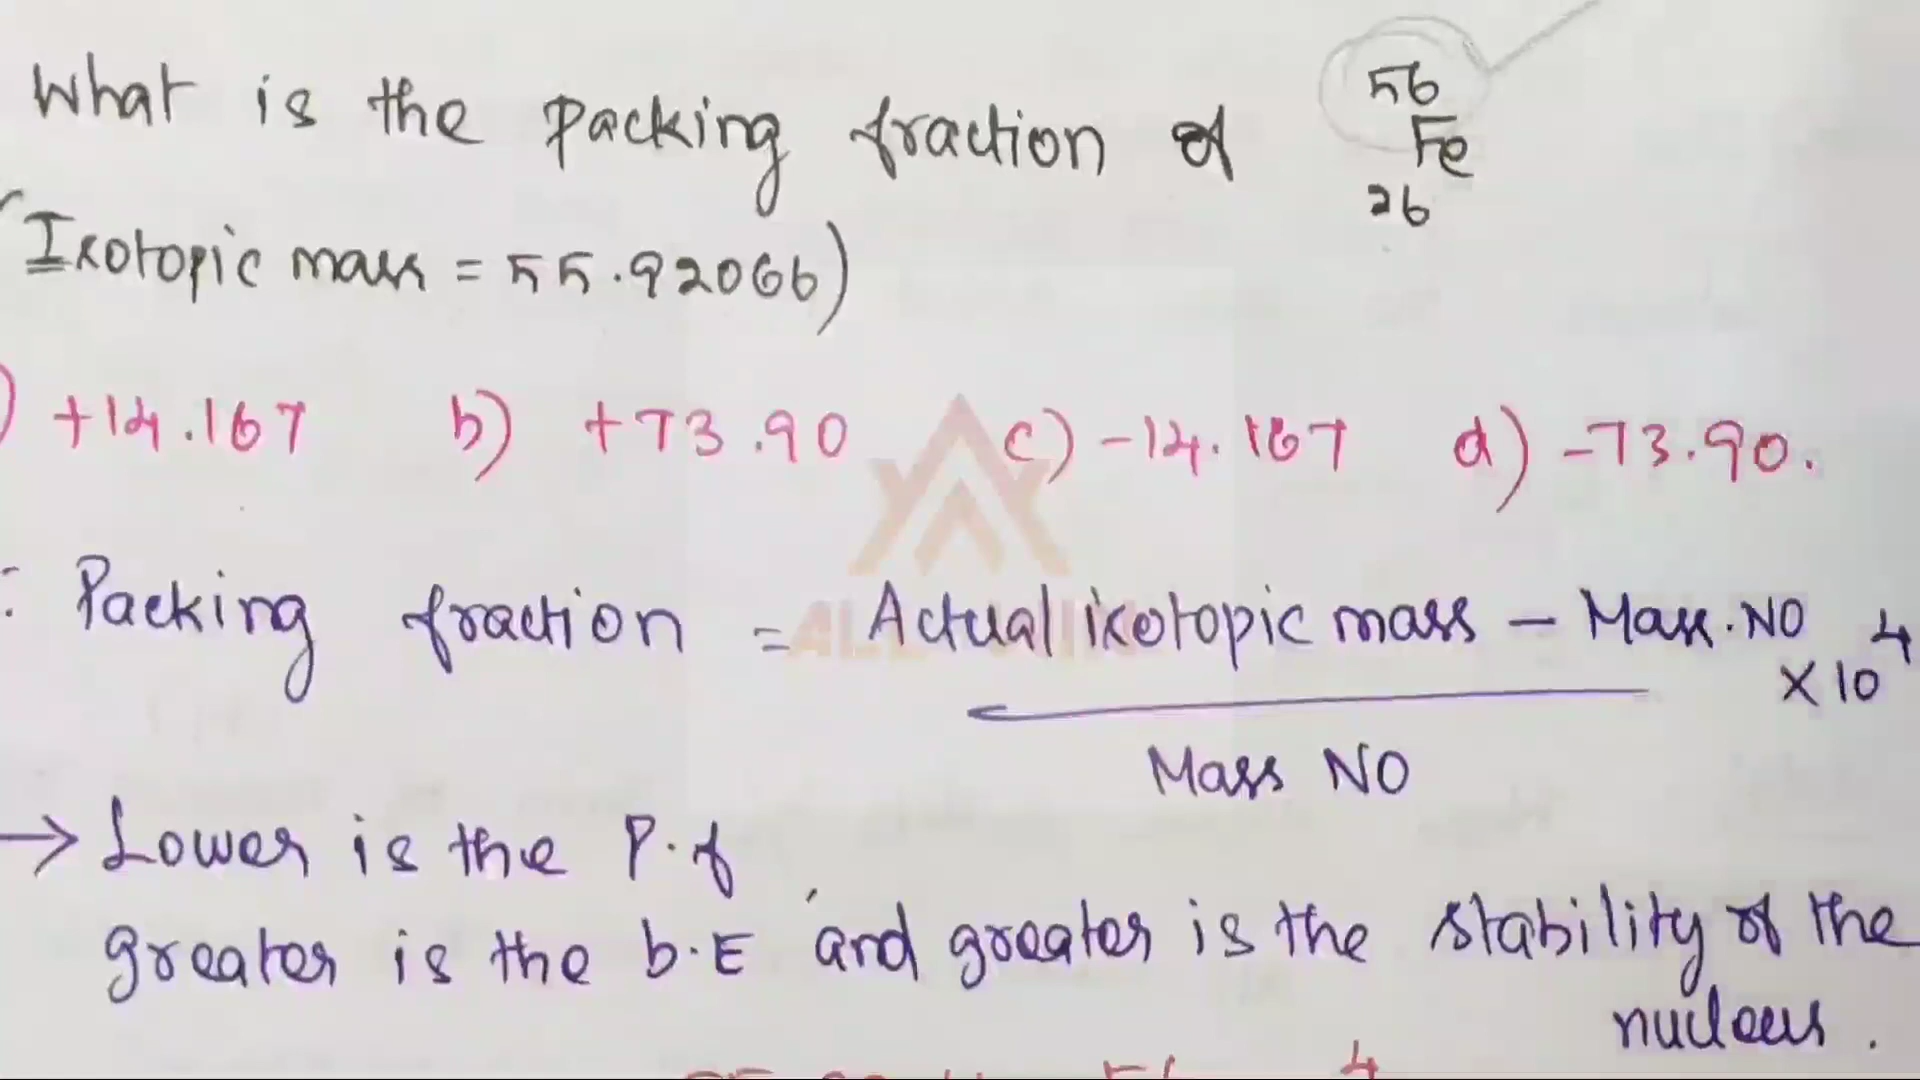 What is the Packing fraction of 56 Fe 26
(Isotopic mass = 55.92066)
) +14.167 b) +73.90 c) -14.167 d) -73.90.
: Packing fraction = Actual isotopic mass - Mass.NO × 10 4
Mass NO
→ Lower is the P.f
greater is the b.E and greater is the stability of the
nucleus.